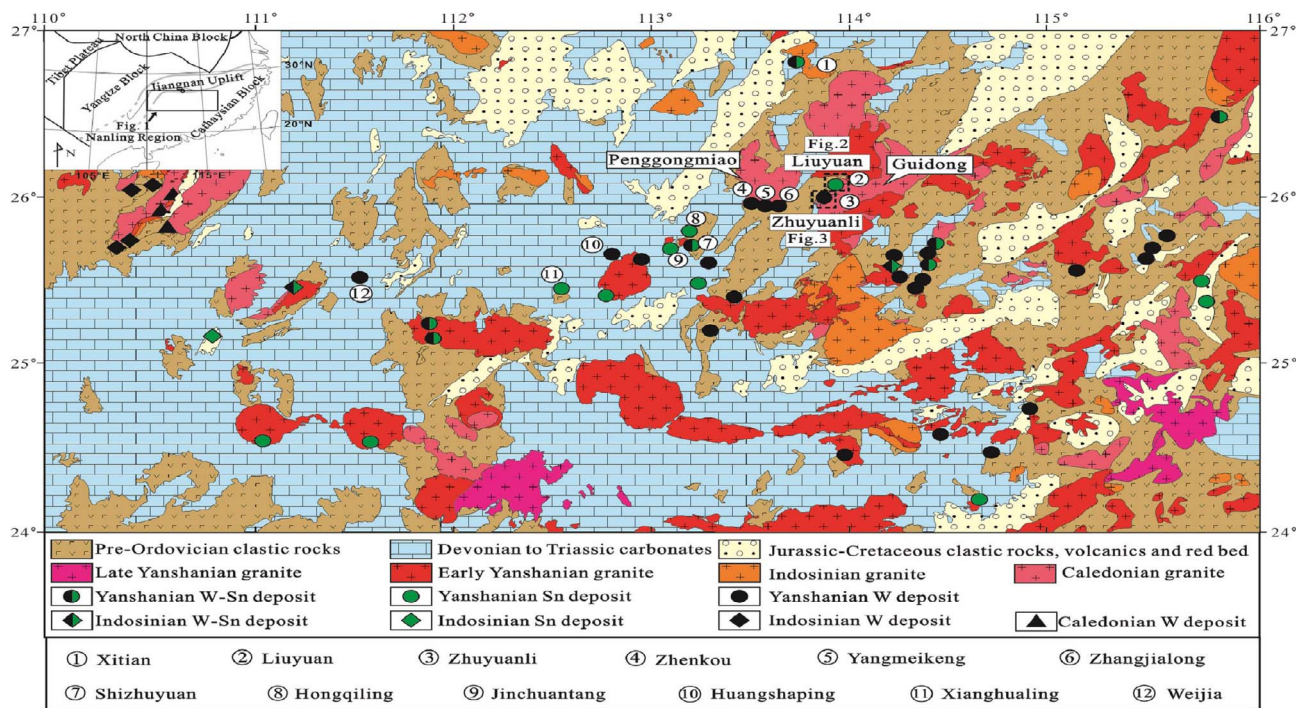 110° 111° 112° 113° 114° 115° 116°
27° 27°
North China Block
Tibet Plateau
Yangtze Block
Jiangnan Uplift
Cathaysian Block
30°N
20°N
Fig. 1
Nanling Region
N
105°E 115°E
①
Fig.2
Penggongmiao Liuyuan Guidong
④ ⑤ ⑥ ② ③
26° 26°
Zhuyuanli
Fig.3
⑧
⑩ ⑨ ⑦
⑪
⑫
25° 25°
24° 24°
Pre-Ordovician clastic rocks Devonian to Triassic carbonates Jurassic-Cretaceous clastic rocks, volcanics and red bed
Late Yanshanian granite Early Yanshanian granite Indosinian granite Caledonian granite
Yanshanian W-Sn deposit Yanshanian Sn deposit Yanshanian W deposit
Indosinian W-Sn deposit Indosinian Sn deposit Indosinian W deposit Caledonian W deposit
① Xitian ② Liuyuan ③ Zhuyuanli ④ Zhenkou ⑤ Yangmeikeng ⑥ Zhangjialong
⑦ Shizhuyuan ⑧ Hongqiling ⑨ Jinchuantang ⑩ Huangshaping ⑪ Xianghualing ⑫ Weijia